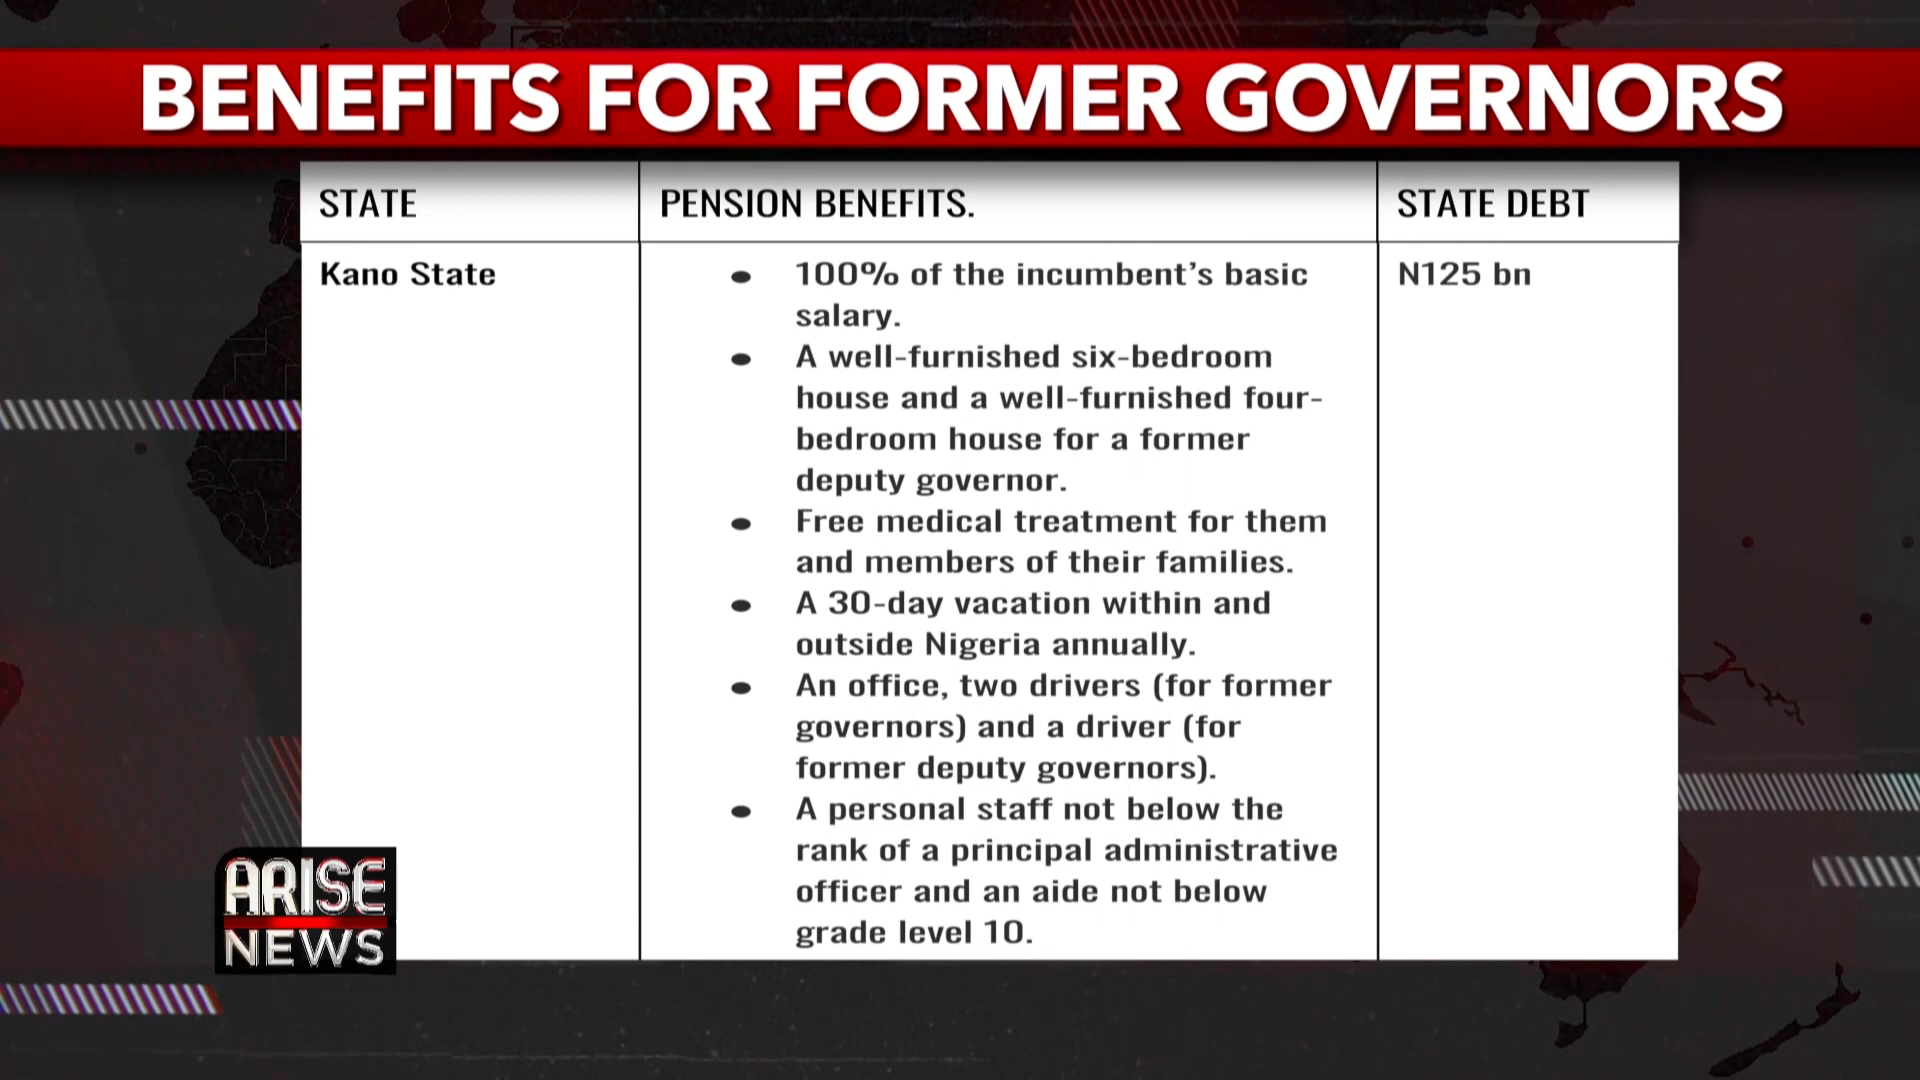 BENEFITS FOR FORMER GOVERNORS
STATE
PENSION BENEFITS.
STATE DEBT
Kano State
• 100% of the incumbent’s basic
salary.
• A well-furnished six-bedroom
house and a well-furnished four-
bedroom house for a former
deputy governor.
• Free medical treatment for them
and members of their families.
• A 30-day vacation within and
outside Nigeria annually.
• An office, two drivers (for former
governors) and a driver (for
former deputy governors).
• A personal staff not below the
rank of a principal administrative
officer and an aide not below
grade level 10.
N125 bn
ARISE
NEWS